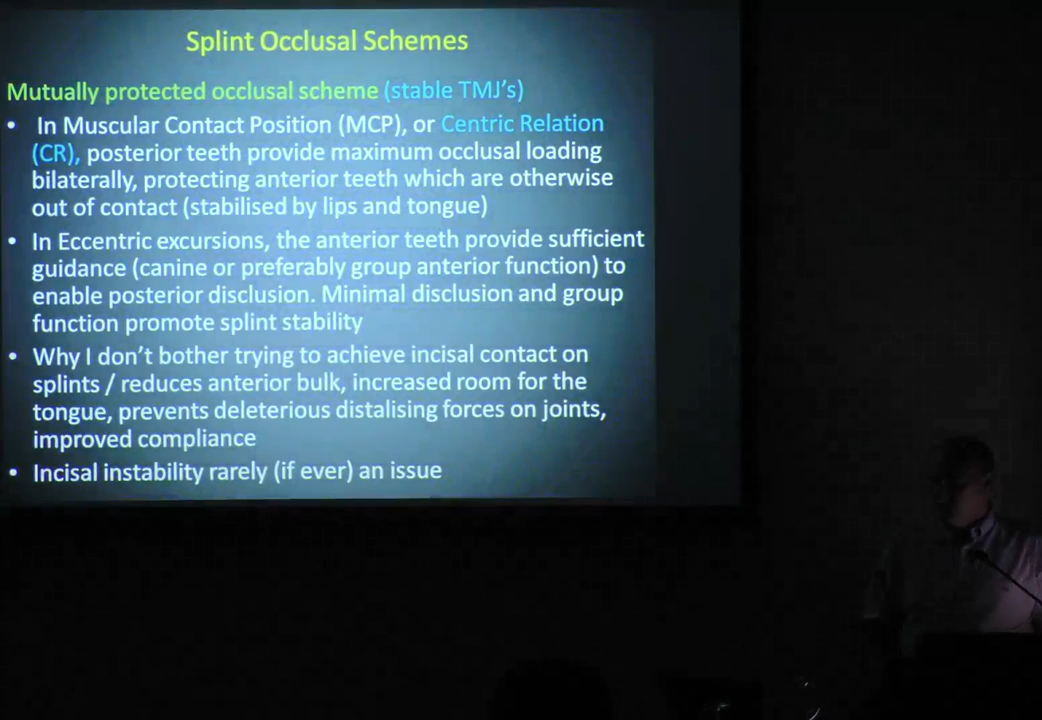 Splint Occlusal Schemes
Mutually protected occlusal scheme (stable TMJ's)
• In Muscular Contact Position (MCP), or Centric Relation
(CR), posterior teeth provide maximum occlusal loading
bilaterally, protecting anterior teeth which are otherwise
out of contact (stabilised by lips and tongue)
• In Eccentric excursions, the anterior teeth provide sufficient
guidance (canine or preferably group anterior function) to
enable posterior disclusion. Minimal disclusion and group
function promote splint stability
• Why I don't bother trying to achieve incisal contact on
splints / reduces anterior bulk, increased room for the
tongue, prevents deleterious distalising forces on joints,
improved compliance
• Incisal instability rarely (if ever) an issue